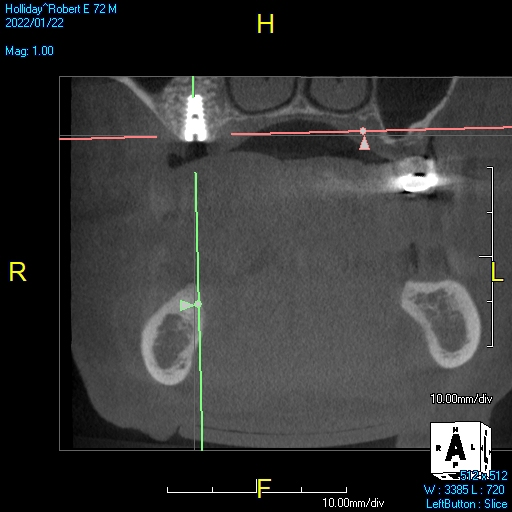 Holliday^Robert E 72 M
2022/01/22
Mag: 1.00
H
R
L
10.00mm/div
H
R A L
F
F
10.00mm/div
512x512
W : 3385 L : 720
LeftButton : Slice